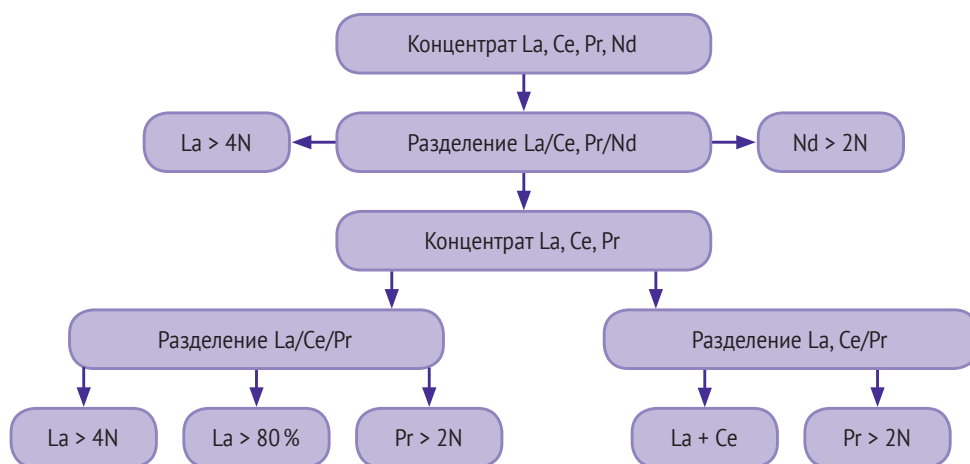 Концентрат La, Ce, Pr, Nd
La > 4N
Разделение La/Ce, Pr/Nd
Nd > 2N
Концентрат La, Ce, Pr
Разделение La/Ce/Pr
Разделение La, Ce/Pr
La > 4N
La > 80 %
Pr > 2N
La + Ce
Pr > 2N